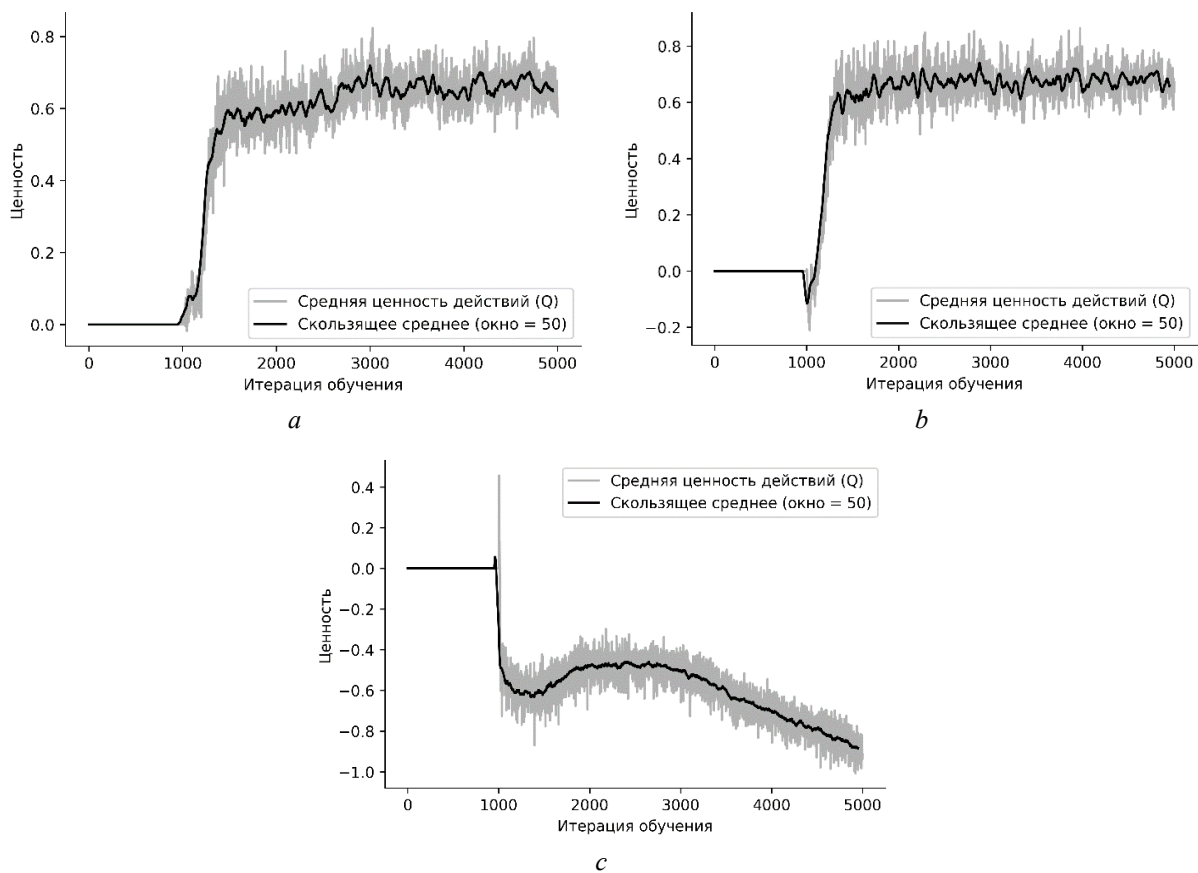 0.8
0.6
0.4
0.2
0.0
Ценность
0 1000 2000 3000 4000 5000
Итерация обучения
Средняя ценность действий (Q)
Скользящее среднее (окно = 50)
a
0.8
0.6
0.4
0.2
0.0
−0.2
Ценность
0 1000 2000 3000 4000 5000
Итерация обучения
Средняя ценность действий (Q)
Скользящее среднее (окно = 50)
b
0.4
0.2
0.0
−0.2
−0.4
−0.6
−0.8
−1.0
Ценность
Средняя ценность действий (Q)
Скользящее среднее (окно = 50)
0 1000 2000 3000 4000 5000
Итерация обучения
c